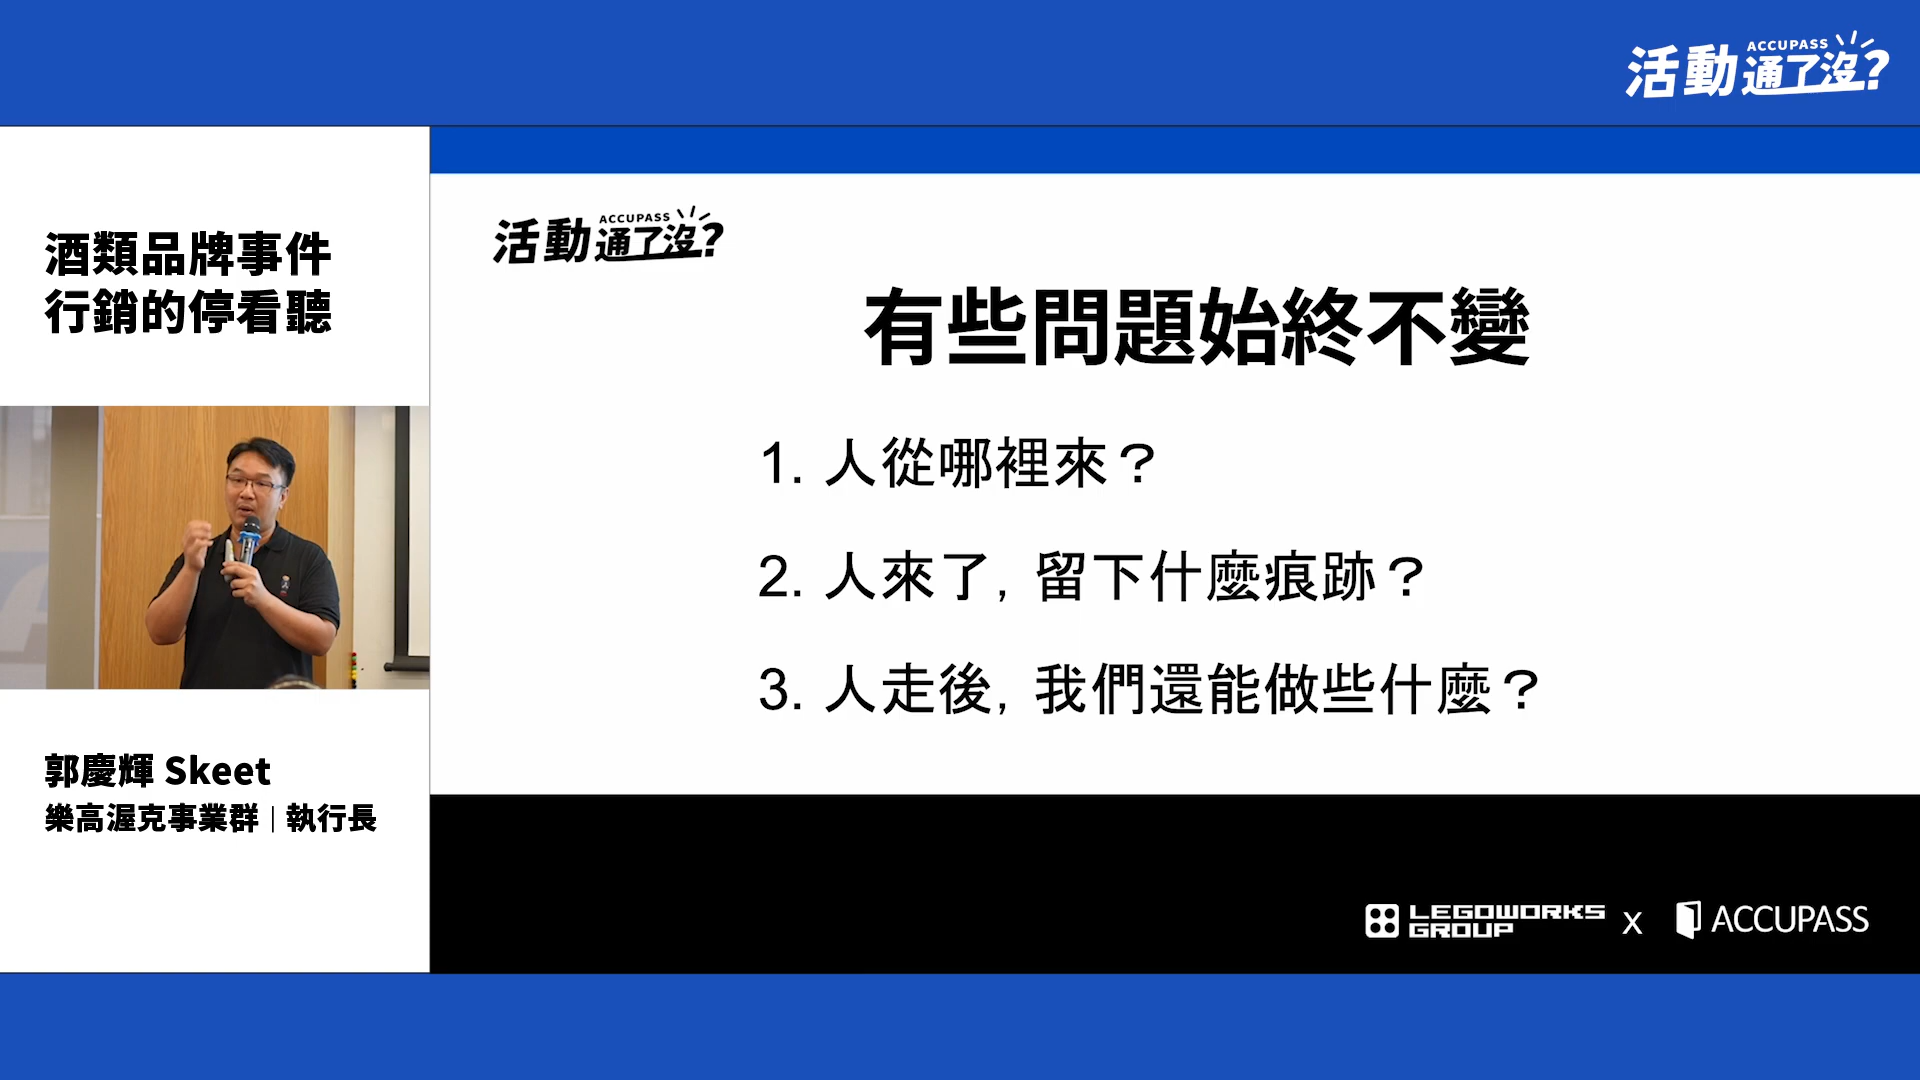 活動 ACCUPASS 通了沒?
酒類品牌事件
行銷的停看聽
郭慶輝 Skeet
樂高渥克事業群 | 執行長
活動 ACCUPASS 通了沒?
有些問題始終不變
1. 人從哪裡來？
2. 人來了, 留下什麼痕跡？
3. 人走後, 我們還能做些什麼？
LEGOWORKS GROUP X ACCUPASS